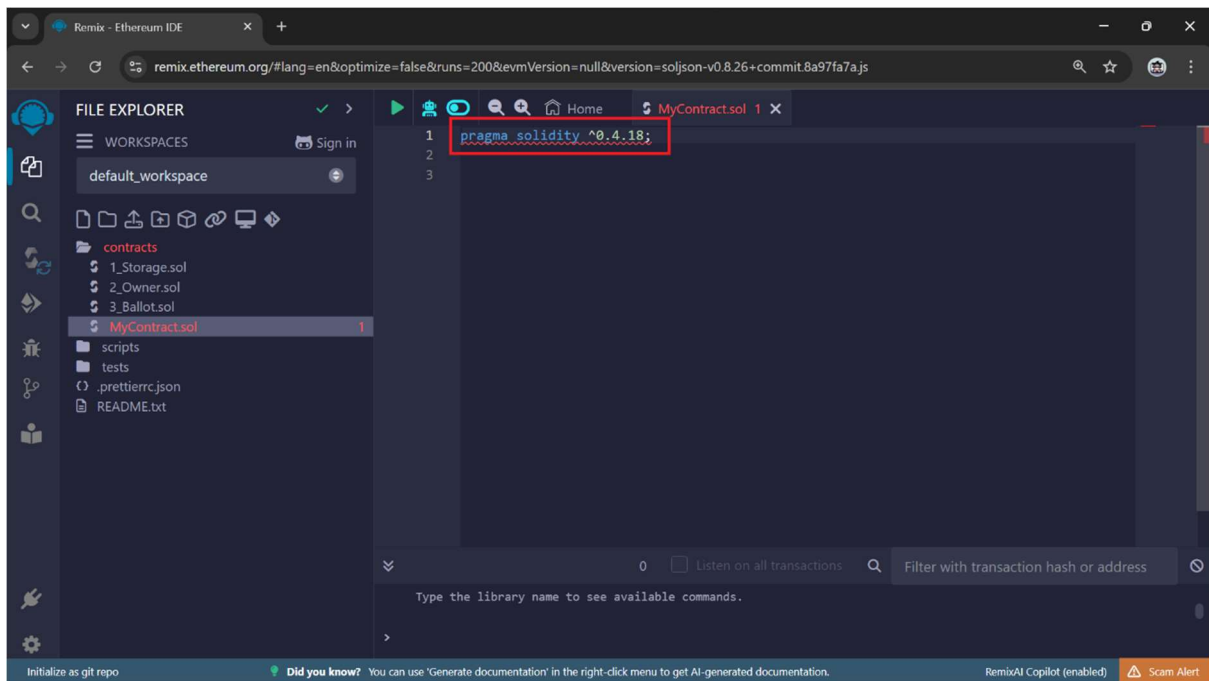 Remix - Ethereum IDE
remix.ethereum.org/#lang=en&optimize=false&runs=200&evmVersion=null&version=soljson-v0.8.26+commit.8a97fa7a.js
FILE EXPLORER
WORKSPACES
Sign in
default_workspace
contracts
1_Storage.sol
2_Owner.sol
3_Ballot.sol
MyContract.sol 1
scripts
tests
.prettierrc.json
README.txt
Home
MyContract.sol 1
1 pragma solidity ^0.4.18;
2
3
0 Listen on all transactions
Filter with transaction hash or address
Type the library name to see available commands.
>
Initialize as git repo
Did you know? You can use 'Generate documentation' in the right-click menu to get AI-generated documentation.
RemixAI Copilot (enabled)
Scam Alert